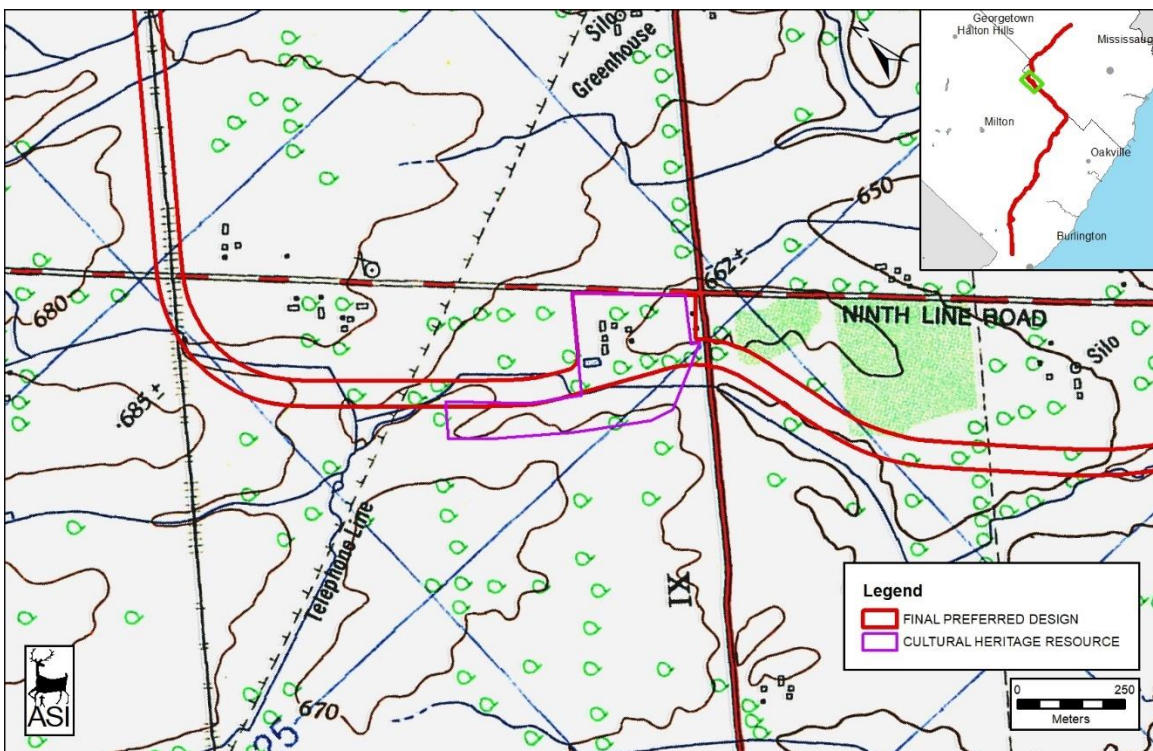 Silo
Greenhouse
N
Georgetown
Halton Hills
Mississaug
Milton
Oakville
Burlington
680
650
662
NINTH LINE ROAD
Silo
685
Telephone Line
IX
670
25
ASI
Legend
FINAL PREFERRED DESIGN
CULTURAL HERITAGE RESOURCE
0 250
Meters